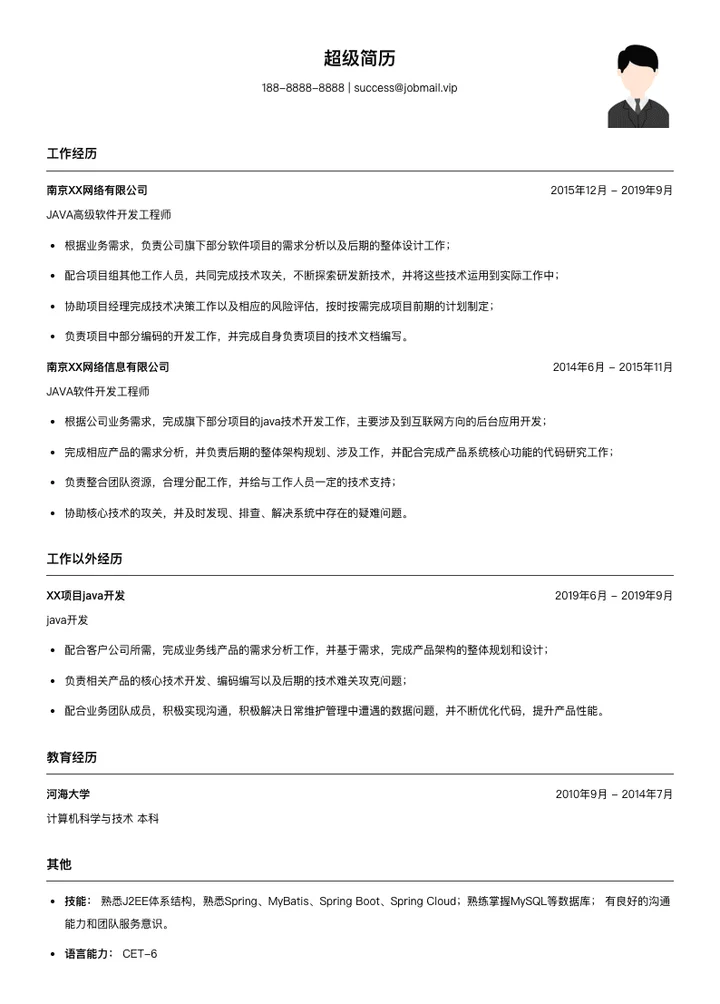 超级简历
188-8888-8888 | success@jobmail.vip
工作经历
南京XX网络有限公司 2015年12月 – 2019年9月
JAVA高级软件开发工程师
• 根据业务需求，负责公司旗下部分软件项目的需求分析以及后期的整体设计工作；
• 配合项目组其他工作人员，共同完成技术攻关，不断探索研发新技术，并将这些技术运用到实际工作中；
• 协助项目经理完成技术决策工作以及相应的风险评估，按时按需完成项目前期的计划制定；
• 负责项目中部分编码的开发工作，并完成自身负责项目的技术文档编写。
南京XX网络信息有限公司 2014年6月 – 2015年11月
JAVA软件开发工程师
• 根据公司业务需求，完成旗下部分项目的java技术开发工作，主要涉及到互联网方向的后台应用开发；
• 完成相应产品的需求分析，并负责后期的整体架构规划、涉及工作，并配合完成产品系统核心功能的代码研究工作；
• 负责整合团队资源，合理分配工作，并给与工作人员一定的技术支持；
• 协助核心技术的攻关，并及时发现、排查、解决系统中存在的疑难问题。
工作以外经历
XX项目java开发 2019年6月 – 2019年9月
java开发
• 配合客户公司所需，完成业务线产品的需求分析工作，并基于需求，完成产品架构的整体规划和设计；
• 负责相关产品的核心技术开发、编码编写以及后期的技术难关攻克问题；
• 配合业务团队成员，积极实现沟通，积极解决日常维护管理中遭遇的数据问题，并不断优化代码，提升产品性能。
教育经历
河海大学 2010年9月 – 2014年7月
计算机科学与技术 本科
其他
• 技能： 熟悉J2EE体系结构，熟悉Spring、MyBatis、Spring Boot、Spring Cloud；熟练掌握MySQL等数据库； 有良好的沟通
能力和团队服务意识。
• 语言能力： CET-6